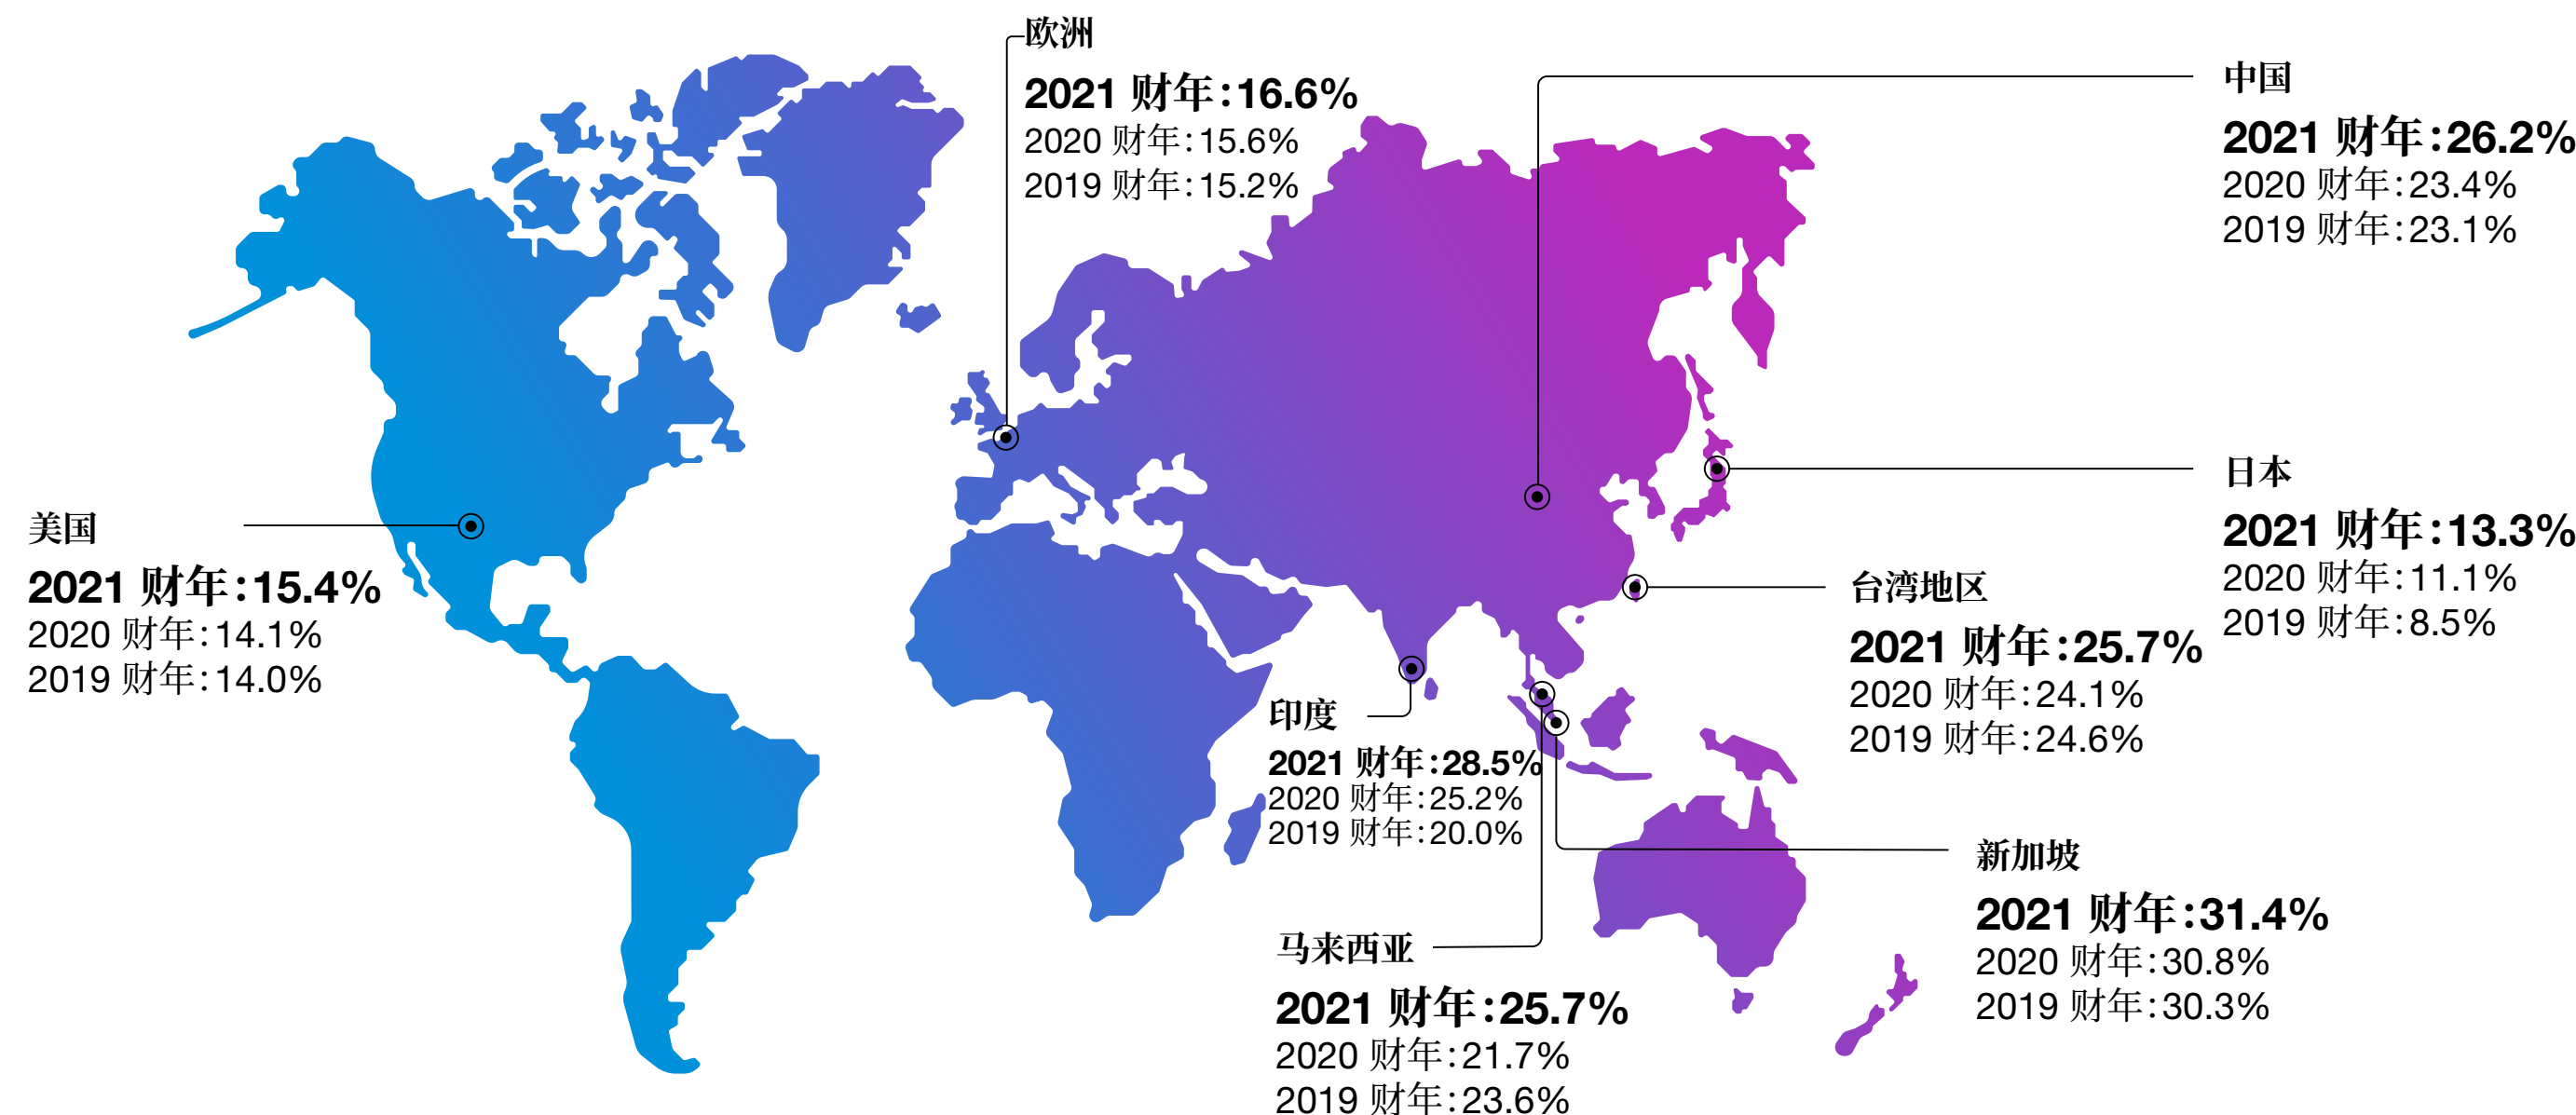 欧洲
2021 财年:16.6%
2020 财年:15.6%
2019 财年:15.2%
中国
2021 财年:26.2%
2020 财年:23.4%
2019 财年:23.1%
日本
2021 财年:13.3%
2020 财年:11.1%
2019 财年:8.5%
美国
2021 财年:15.4%
2020 财年:14.1%
2019 财年:14.0%
台湾地区
2021 财年:25.7%
2020 财年:24.1%
2019 财年:24.6%
印度
2021 财年:28.5%
2020 财年:25.2%
2019 财年:20.0%
新加坡
2021 财年:31.4%
2020 财年:30.8%
2019 财年:30.3%
马来西亚
2021 财年:25.7%
2020 财年:21.7%
2019 财年:23.6%